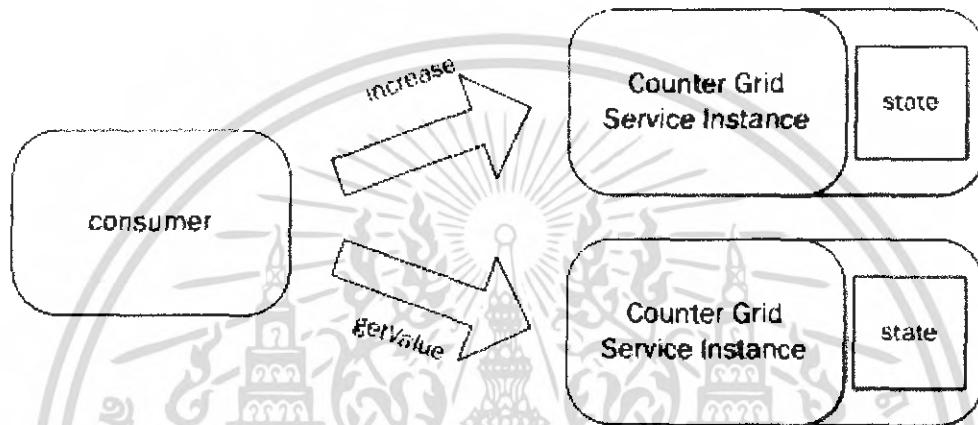 increase
Counter Grid
Service Instance
state
consumer
getValue
Counter Grid
Service Instance
state